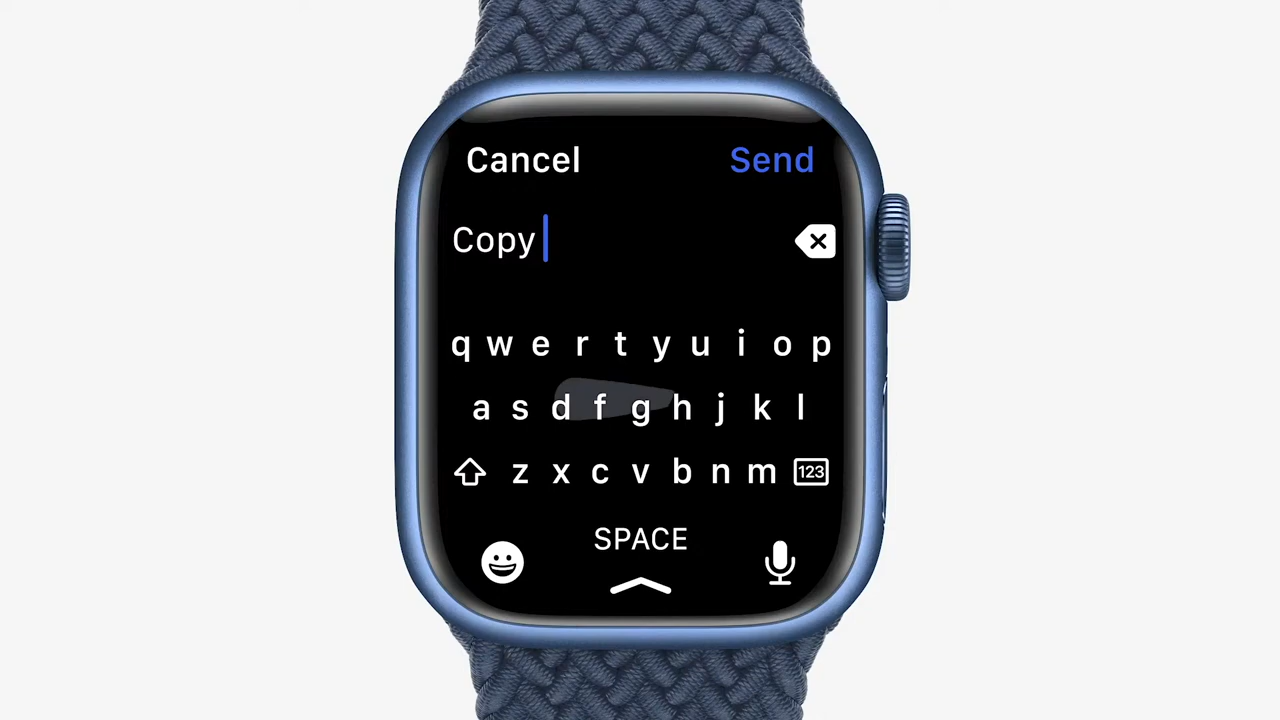 Cancel Send
Copy
q w e r t y u i o p
a s d f g h j k l
z x c v b n m 123
SPACE